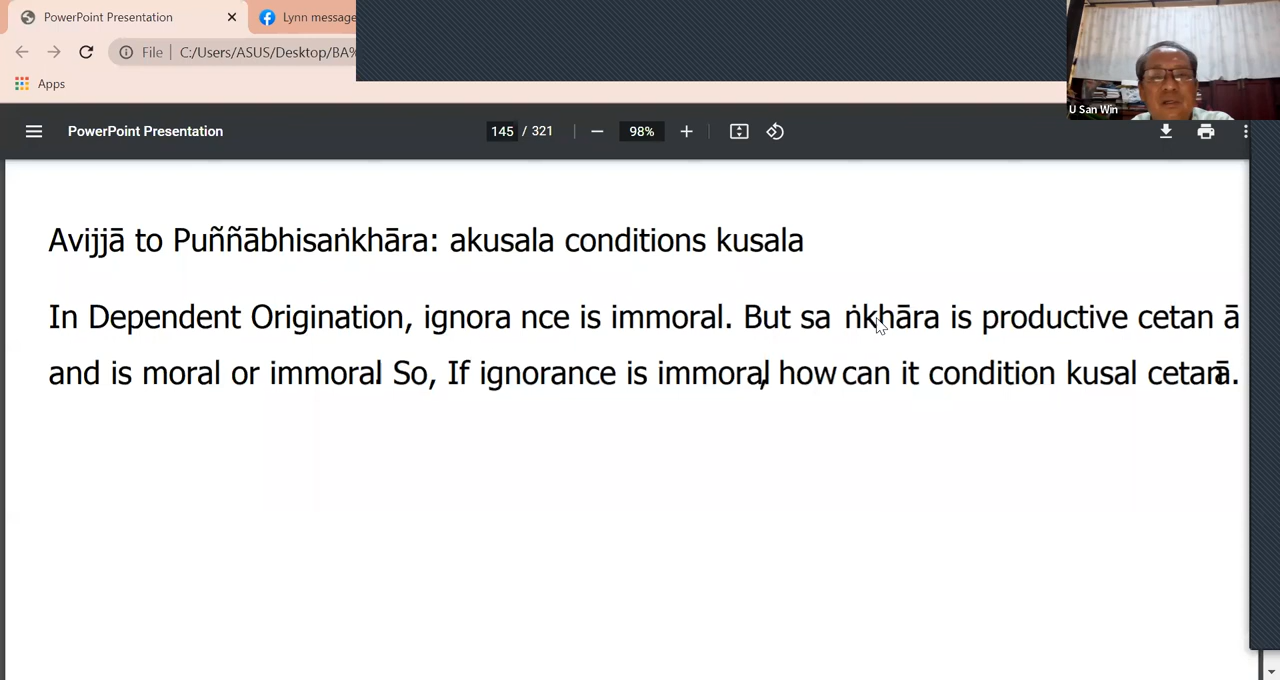 PowerPoint Presentation
Lynn message
File
C:/Users/ASUS/Desktop/BA%
Apps
U San Win
PowerPoint Presentation
145 / 321
98%
Avijjā to Puññābhisaṅkhāra: akusala conditions kusala
In Dependent Origination, ignora nce is immoral. But sa ṅkhāra is productive cetan ā
and is moral or immoral. So, If ignorance is immoral, how can it condition kusal cetanā.